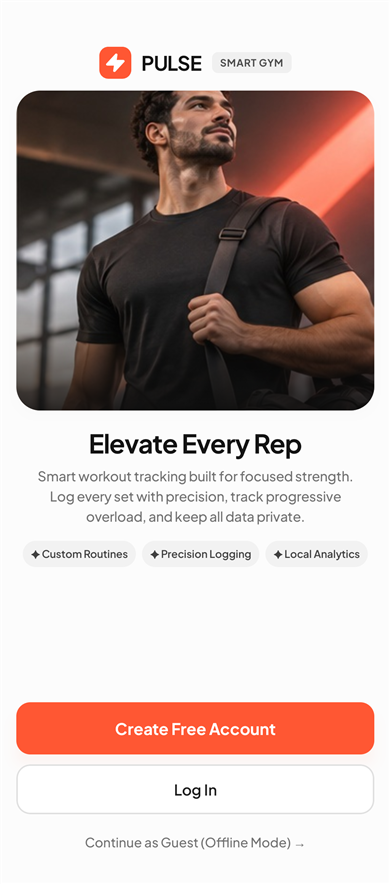 PULSE SMART GYM
Elevate Every Rep
Smart workout tracking built for focused strength.
Log every set with precision, track progressive
overload, and keep all data private.
Custom Routines Precision Logging Local Analytics
Create Free Account
Log In
Continue as Guest (Offline Mode) →